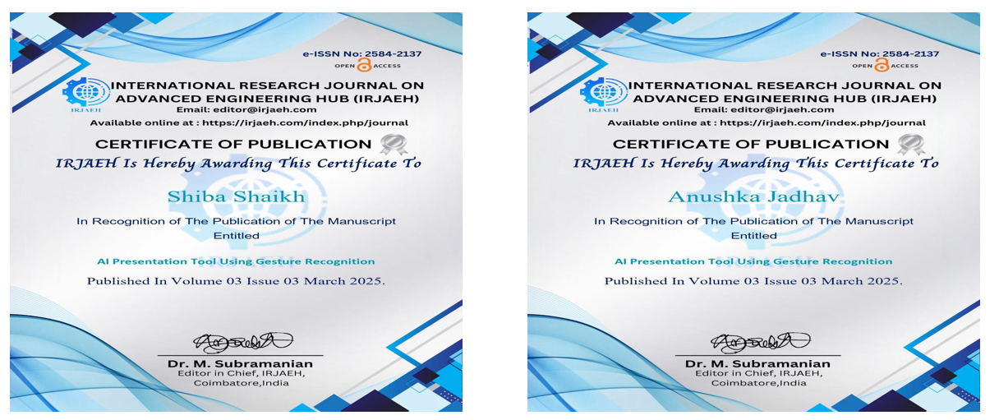 e-ISSN No: 2584-2137
OPEN ACCESS
INTERNATIONAL RESEARCH JOURNAL ON
ADVANCED ENGINEERING HUB (IRJAEH)
IRJAEH
Email: editor@irjaeh.com
Available online at : https://irjaeh.com/index.php/journal
CERTIFICATE OF PUBLICATION
IRJAEH Is Hereby Awarding This Certificate To
Shiba Shaikh
In Recognition of The Publication of The Manuscript
Entitled
IRJAEH
AI Presentation Tool Using Gesture Recognition
Published In Volume 03 Issue 03 March 2025.
Dr. M. Subramanian
Editor in Chief, IRJAEH,
Coimbatore,India
e-ISSN No: 2584-2137
OPEN ACCESS
INTERNATIONAL RESEARCH JOURNAL ON
ADVANCED ENGINEERING HUB (IRJAEH)
IRJAEH
Email: editor@irjaeh.com
Available online at : https://irjaeh.com/index.php/journal
CERTIFICATE OF PUBLICATION
IRJAEH Is Hereby Awarding This Certificate To
Anushka Jadhav
In Recognition of The Publication of The Manuscript
Entitled
IRJAEH
AI Presentation Tool Using Gesture Recognition
Published In Volume 03 Issue 03 March 2025.
Dr. M. Subramanian
Editor in Chief, IRJAEH,
Coimbatore,India